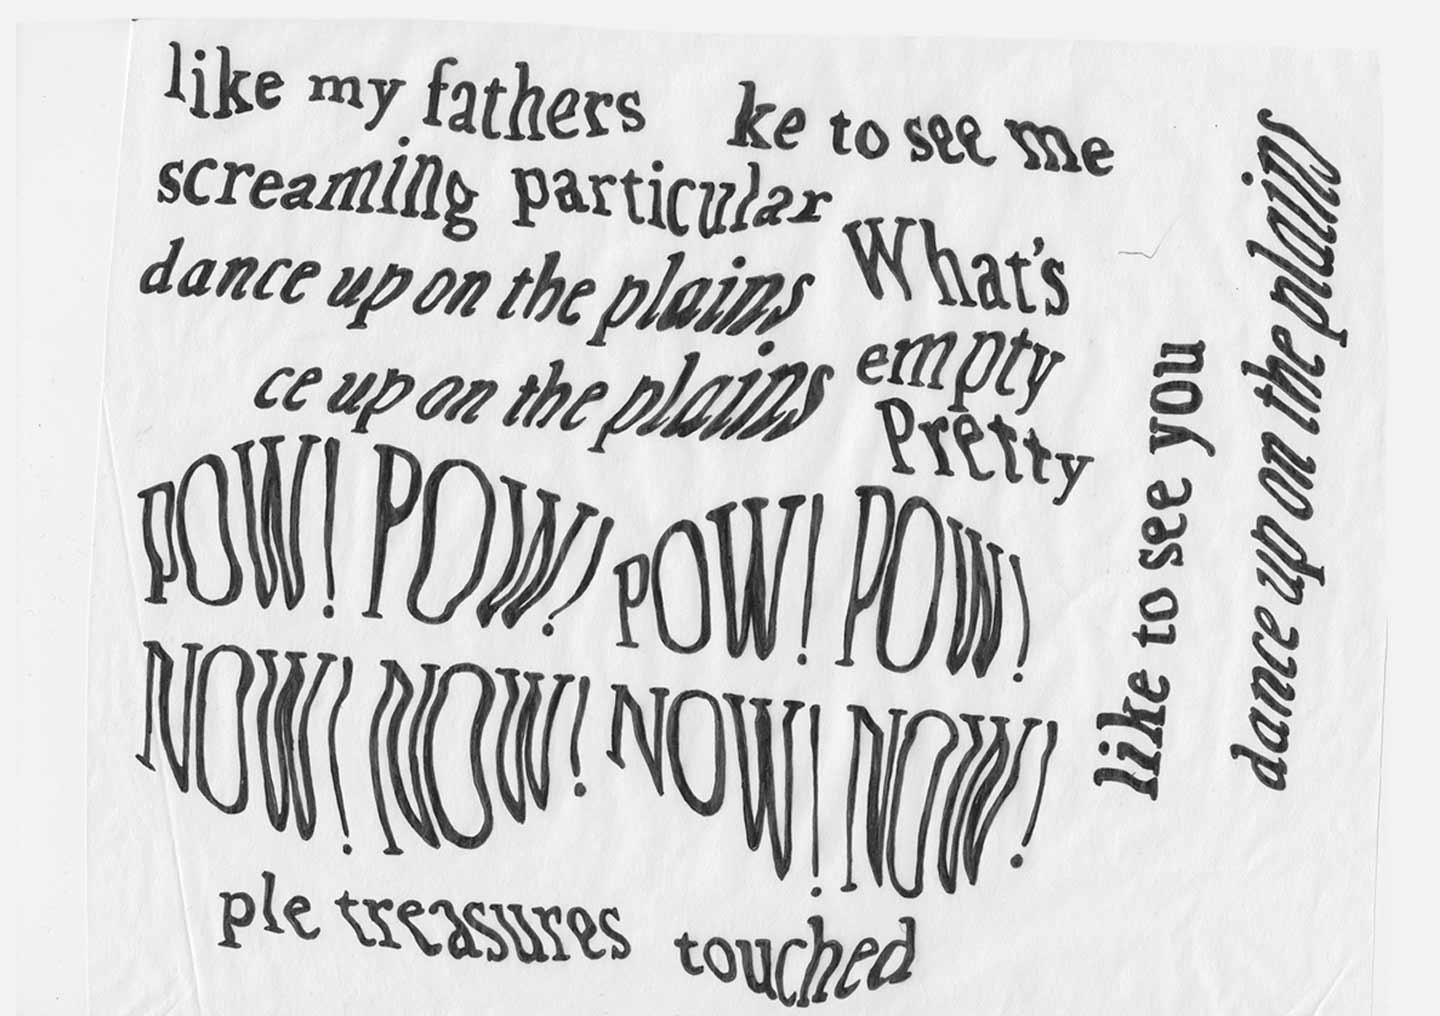 like my fathers
ke to see me
screaming particular
dance up on the plains
What's
empty
Pretty
ce up on the plains
POW! POW! POW! POW!
NOW! NOW! NOW! NOW!
ple treasures
touched
like to see you
dance up on the plains